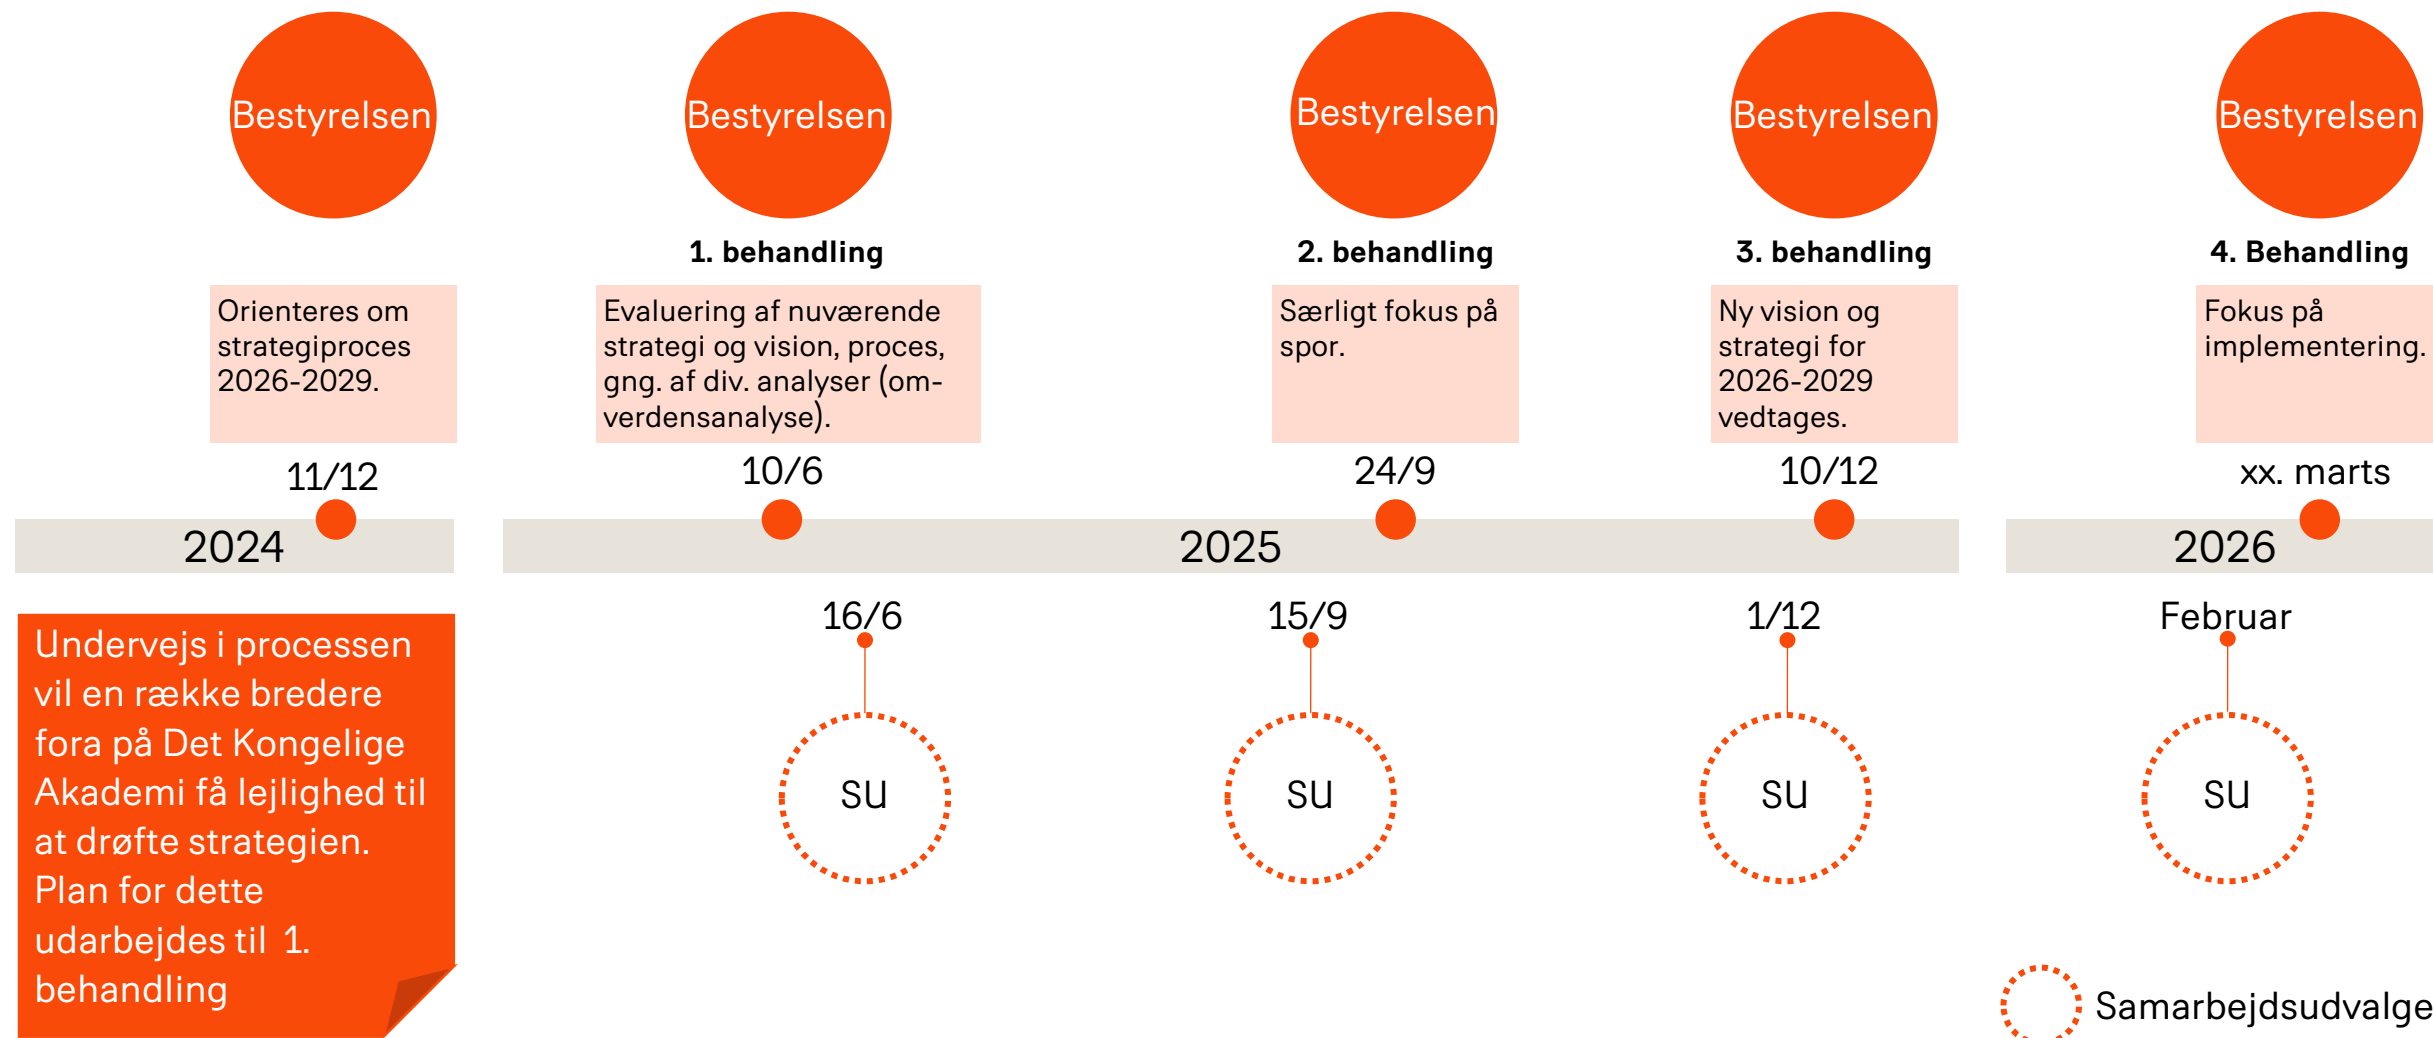 Bestyrelsen
Bestyrelsen
Bestyrelsen
Bestyrelsen
Bestyrelsen
1. behandling
2. behandling
3. behandling
4. Behandling
Orienteres om
strategiproces
2026-2029.
Evaluering af nuværende
strategi og vision, proces,
gng. af div. analyser (om-
verdensanalyse).
Særligt fokus på
spor.
Ny vision og
strategi for
2026-2029
vedtages.
Fokus på
implementering.
11/12
10/6
24/9
10/12
xx. marts
2024
2025
2026
16/6
15/9
1/12
Februar
SU
SU
SU
SU
Undervejs i processen
vil en række bredere
fora på Det Kongelige
Akademi få lejlighed til
at drøfte strategien.
Plan for dette
udarbejdes til 1.
behandling
Samarbejdsudvalge